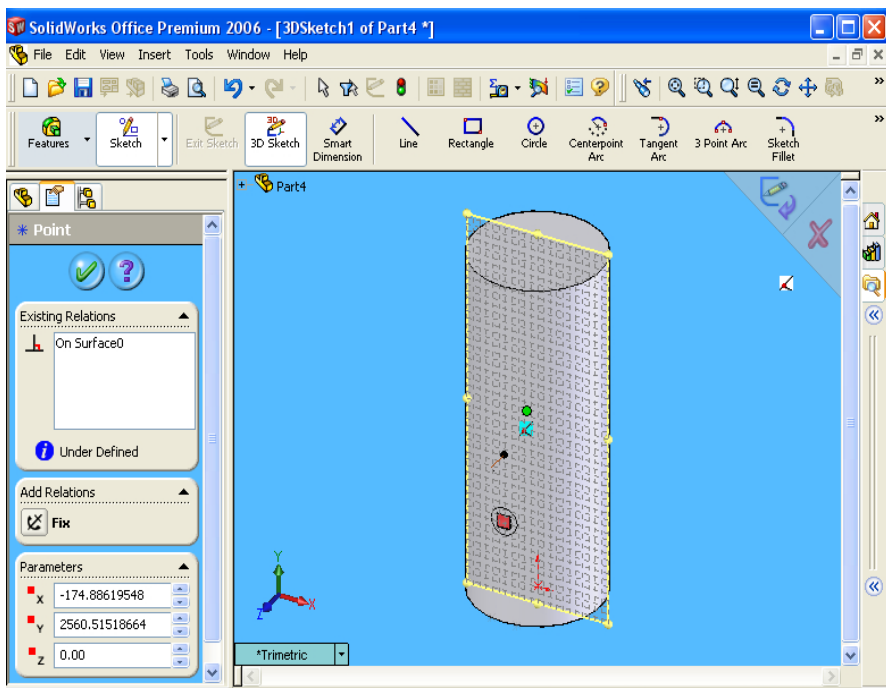 SolidWorks Office Premium 2006 - [3DSketch1 of Part4 *]
File Edit View Insert Tools Window Help
Features Sketch Exit Sketch 3D Sketch Smart Dimension Line Rectangle Circle Centerpoint Arc Tangent Arc 3 Point Arc Sketch Fillet
Part4
Point
Existing Relations
On Surface0
Under Defined
Add Relations
Fix
Parameters
X -174.88619548
Y 2560.51518664
Z 0.00
Y
X
Z
*Trimetric